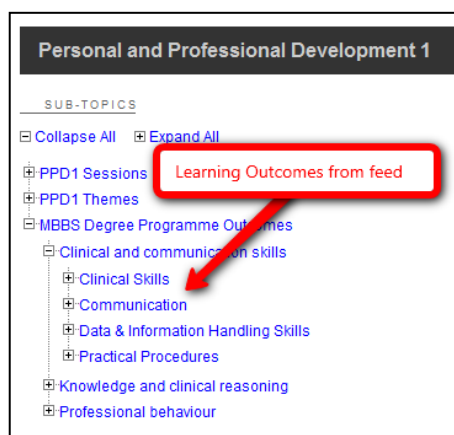 Personal and Professional Development 1
SUB-TOPICS
Collapse All Expand All
PPD1 Sessions
Learning Outcomes from feed
PPD1 Themes
MBBS Degree Programme Outcomes
Clinical and communication skills
Clinical Skills
Communication
Data & Information Handling Skills
Practical Procedures
Knowledge and clinical reasoning
Professional behaviour